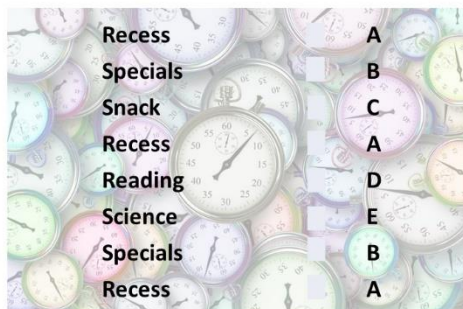 Recess A
Specials B
Snack C
Recess A
Reading D
Science E
Specials B
Recess A